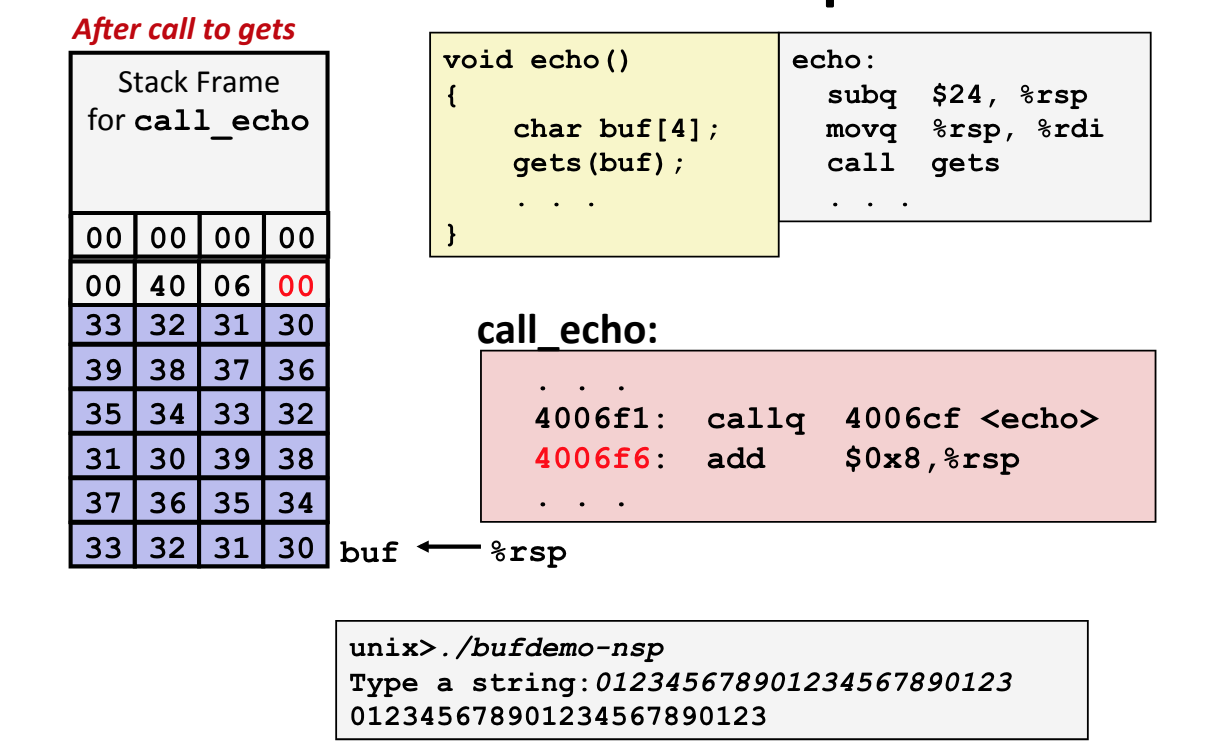 After call to gets
Stack Frame
for call_echo
00 00 00 00
00 40 06 00
33 32 31 30
39 38 37 36
35 34 33 32
31 30 39 38
37 36 35 34
33 32 31 30
buf
%rsp
void echo()
{
char buf[4];
gets(buf);
. . .
}
echo:
subq $24, %rsp
movq %rsp, %rdi
call gets
. . .
call_echo:
. . .
4006f1: callq 4006cf <echo>
4006f6: add $0x8,%rsp
. . .
unix>./bufdemo-nsp
Type a string:012345678901234567890123
012345678901234567890123